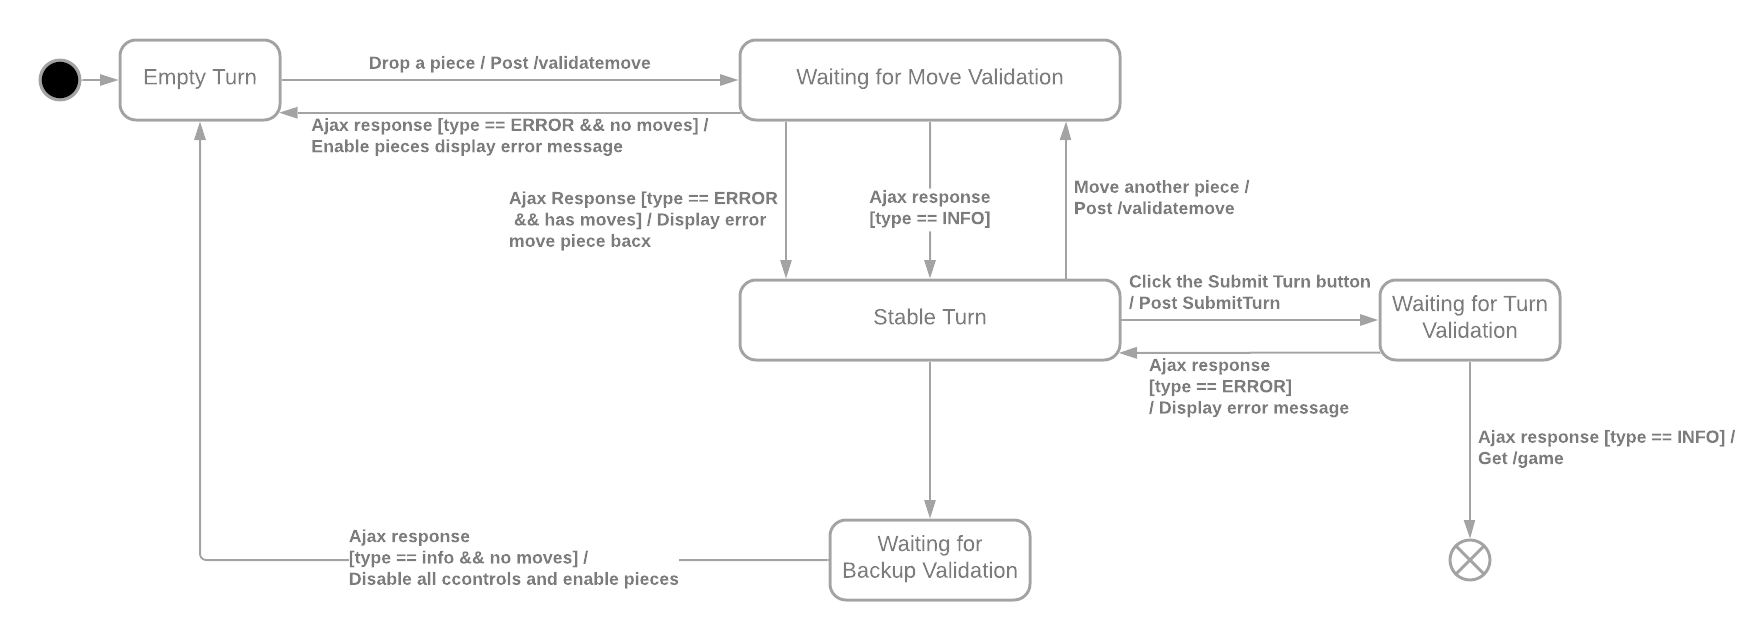 Empty Turn
Drop a piece / Post /validatemove
Waiting for Move Validation
Ajax response [type == ERROR && no moves] /
Enable pieces display error message
Ajax Response [type == ERROR
&& has moves] / Display error
move piece bacx
Ajax response
[type == INFO]
Move another piece /
Post /validatemove
Stable Turn
Click the Submit Turn button
/ Post SubmitTurn
Waiting for Turn
Validation
Ajax response
[type == ERROR]
/ Display error message
Ajax response [type == INFO] /
Get /game
Ajax response
[type == info && no moves] /
Disable all ccontrols and enable pieces
Waiting for
Backup Validation